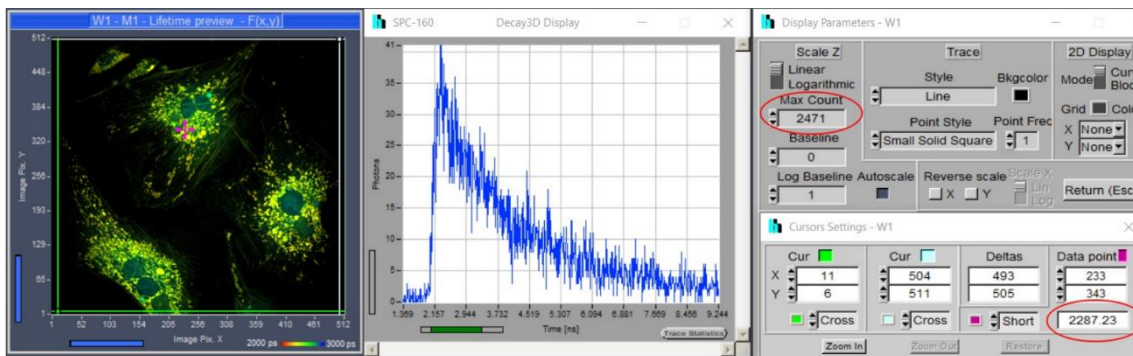 W1 - M1 - Lifetime preview - F(x,y)
512
448
384
320
256
193
129
65
1
Image Pix. Y
1 52 103 154 205 256 308 359 410 461 512
Image Pix. X
2000 ps 3000 ps
SPC-160 Decay3D Display
41
35
30
25
20
15
10
5
0
Photons
1.369 2.157 2.944 3.732 4.519 5.307 6.094 6.881 7.669 8.456 9.244
Time [ns]
Trace Statistics
Display Parameters - W1
Scale Z
Linear
Logarithmic
Max Count
2471
Baseline
0
Log Baseline
1
Autoscale
Trace
Style
Line
Bkgcolor
Point Style
Small Solid Square
Point Freq
1
Reverse scale
X Y
Scale X
Lin
Log
2D Display
Mode
Grid
X None
Y None
Return (Esc
Cursors Settings - W1
Cur Cur Deltas Data point
X 11 504 493 233
Y 6 511 505 343
Cross Cross Short 2287.23
Zoom In Zoom Out Restore